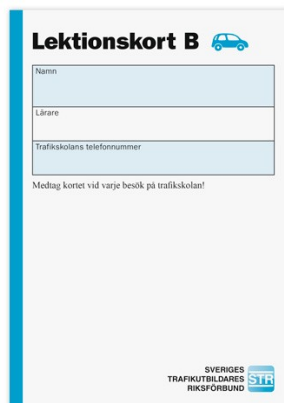 Lektionskort B
Namn
Lärare
Trafikskolans telefonnummer
Medtag kortet vid varje besök på trafikskolan!
SVERIGES
TRAFIKUTBILDARES
RIKSFÖRBUND
STR